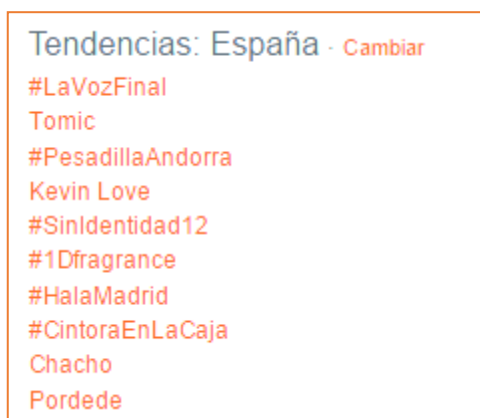 Tendencias: España · Cambiar
#LaVozFinal
Tomic
#PesadillaAndorra
Kevin Love
#SinIdentidad12
#1Dfragrance
#HalaMadrid
#CintoraEnLaCaja
Chacho
Pordede